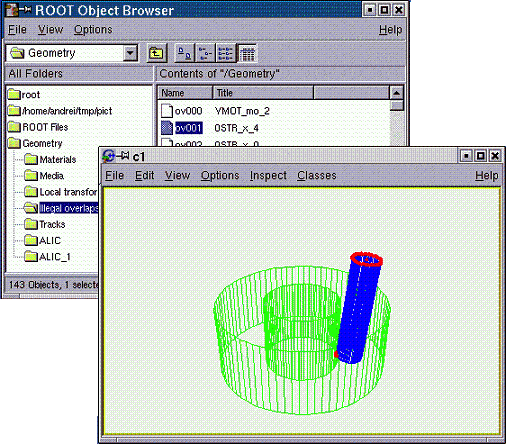 ROOT Object Browser
File View Options Help
Geometry
All Folders Contents of "/Geometry"
Name Title
root
/home/andrei/tmp/pict
ROOT Files
Geometry
Materials
Media
Local transfor
Illegal overlaps
Tracks
ALIC
ALIC_1
ov000 YMOT_mo_2
ov001 0STR_x_4
ov002 0STR_x_0
143 Objects, 1 selecte
c1
File Edit View Options Inspect Classes Help